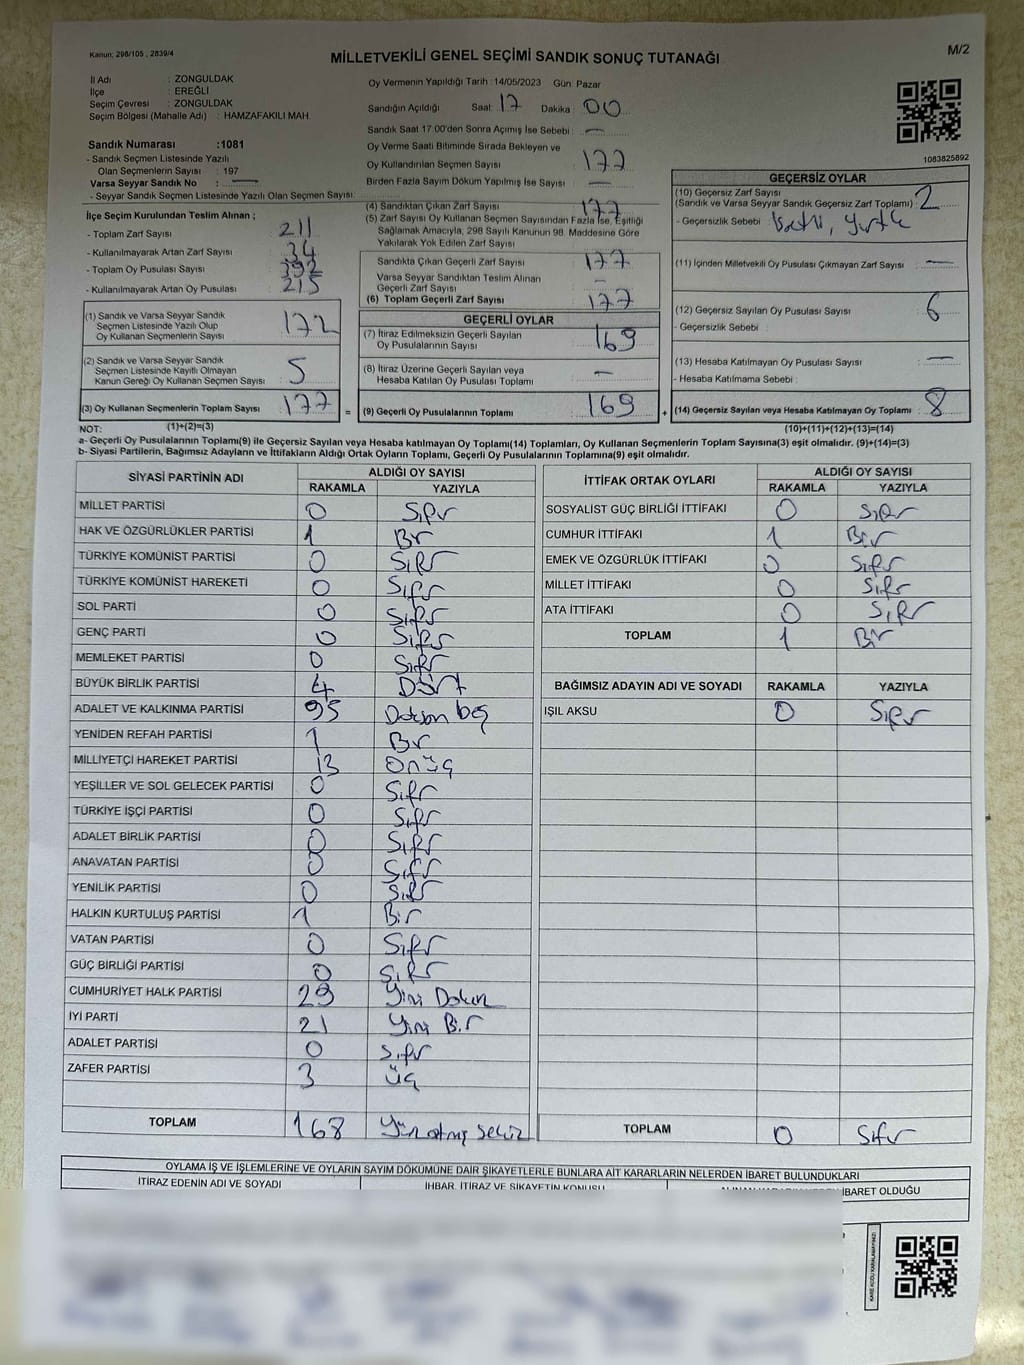 Kanun; 298/105 , 2839/4
MİLLETVEKİLİ GENEL SEÇİMİ SANDIK SONUÇ TUTANAĞI
M/2
İl Adı : ZONGULDAK
İlçe : EREĞLİ
Seçim Çevresi : ZONGULDAK
Seçim Bölgesi (Mahalle Adı) : HAMZAFAKILI MAH.
Sandık Numarası :1081
- Sandık Seçmen Listesinde Yazılı
Olan Seçmenlerin Sayısı : 197
Varsa Seyyar Sandık No : —
- Seyyar Sandık Seçmen Listesinde Yazılı Olan Seçmen Sayısı:
Oy Vermenin Yapıldığı Tarih : 14/05/2023 Gün: Pazar
Sandığın Açıldığı Saat: 17 Dakika : 00
Sandık Saat 17.00'den Sonra Açımış İse Sebebi : —
Oy Verme Saati Bitiminde Sırada Bekleyen ve
Oy Kullandırılan Seçmen Sayısı : 177
Birden Fazla Sayım Döküm Yapılmış İse Sayısı : —
1083825892
İlçe Seçim Kurulundan Teslim Alınan ;
- Toplam Zarf Sayısı : 211
- Kullanılmayarak Artan Zarf Sayısı : 34
- Toplam Oy Pusulası Sayısı : 392
- Kullanılmayarak Artan Oy Pusulası : 215
(1) Sandık ve Varsa Seyyar Sandık
Seçmen Listesinde Yazılı Olup
Oy Kullanan Seçmenlerin Sayısı : 172
(2) Sandık ve Varsa Seyyar Sandık
Seçmen Listesinde Kayıtlı Olmayan
Kanun Gereği Oy Kullanan Seçmen Sayısı : 5
(3) Oy Kullanan Seçmenlerin Toplam Sayısı : 177
(4) Sandıktan Çıkan Zarf Sayısı : 177
(5) Zarf Sayısı Oy Kullanan Seçmen Sayısından Fazla İse, Eşitliği
Sağlamak Amacıyla, 298 Sayılı Kanunun 98. Maddesine Göre
Yakılarak Yok Edilen Zarf Sayısı :
Sandıkta Çıkan Geçerli Zarf Sayısı : 177
Varsa Seyyar Sandıktan Teslim Alınan
Geçerli Zarf Sayısı : —
(6) Toplam Geçerli Zarf Sayısı : 177
GEÇERLİ OYLAR
(7) İtiraz Edilmeksizin Geçerli Sayılan
Oy Pusulalarının Sayısı : 169
(8) İtiraz Üzerine Geçerli Sayılan veya
Hesaba Katılan Oy Pusulası Toplamı : —
= (9) Geçerli Oy Pusulalarının Toplamı : 169
GEÇERSİZ OYLAR
(10) Geçersiz Zarf Sayısı
(Sandık ve Varsa Seyyar Sandık Geçersiz Zarf Toplamı) : 2
- Geçersizlik Sebebi :
(11) İçinden Milletvekili Oy Pusulası Çıkmayan Zarf Sayısı : —
(12) Geçersiz Sayılan Oy Pusulası Sayısı : 6
- Geçersizlik Sebebi :
(13) Hesaba Katılmayan Oy Pusulası Sayısı : —
- Hesaba Katılmama Sebebi :
+ (14) Geçersiz Sayılan veya Hesaba Katılmayan Oy Toplamı : 8
NOT: (1)+(2)=(3) (10)+(11)+(12)+(13)=(14)
a- Geçerli Oy Pusulalarının Toplamı(9) ile Geçersiz Sayılan veya Hesaba katılmayan Oy Toplamı(14) Toplamları, Oy Kullanan Seçmenlerin Toplam Sayısına(3) eşit olmalıdır. (9)+(14)=(3)
b- Siyasi Partilerin, Bağımsız Adayların ve İttifakların Aldığı Ortak Oyların Toplamı, Geçerli Oy Pusulalarının Toplamına(9) eşit olmalıdır.
SİYASİ PARTİNİN ADI ALDIĞI OY SAYISI
RAKAMLA YAZIYLA
MİLLET PARTİSİ 0 Sıfır
HAK VE ÖZGÜRLÜKLER PARTİSİ 1 Bir
TÜRKİYE KOMÜNİST PARTİSİ 0 Sıfır
TÜRKİYE KOMÜNİST HAREKETİ 0 Sıfır
SOL PARTİ 0 Sıfır
GENÇ PARTİ 0 Sıfır
MEMLEKET PARTİSİ 0 Sıfır
BÜYÜK BİRLİK PARTİSİ 4 Dört
ADALET VE KALKINMA PARTİSİ 95 Doksan beş
YENİDEN REFAH PARTİSİ 1 Bir
MİLLİYETÇİ HAREKET PARTİSİ 13 Onüç
YEŞİLLER VE SOL GELECEK PARTİSİ 0 Sıfır
TÜRKİYE İŞÇİ PARTİSİ 0 Sıfır
ADALET BİRLİK PARTİSİ 0 Sıfır
ANAVATAN PARTİSİ 0 Sıfır
YENİLİK PARTİSİ 0 Sıfır
HALKIN KURTULUŞ PARTİSİ 1 Bir
VATAN PARTİSİ 0 Sıfır
GÜÇ BİRLİĞİ PARTİSİ 0 Sıfır
CUMHURİYET HALK PARTİSİ 29 Yirmi Dokuz
İYİ PARTİ 21 Yirmi Bir
ADALET PARTİSİ 0 Sıfır
ZAFER PARTİSİ 3 Üç
TOPLAM 168 Yüzatmış Sekiz
İTTİFAK ORTAK OYLARI ALDIĞI OY SAYISI
RAKAMLA YAZIYLA
SOSYALİST GÜÇ BİRLİĞİ İTTİFAKI 0 Sıfır
CUMHUR İTTİFAKI 1 Bir
EMEK VE ÖZGÜRLÜK İTTİFAKI 0 Sıfır
MİLLET İTTİFAKI 0 Sıfır
ATA İTTİFAKI 0 Sıfır
TOPLAM 1 Bir
BAĞIMSIZ ADAYIN ADI VE SOYADI RAKAMLA YAZIYLA
IŞIL AKSU 0 Sıfır
TOPLAM 0 Sıfır
OYLAMA İŞ VE İŞLEMLERİNE VE OYLARIN SAYIM DÖKÜMÜNE DAİR ŞİKAYETLERLE BUNLARA AİT KARARLARIN NELERDEN İBARET BULUNDUKLARI
İTİRAZ EDENİN ADI VE SOYADI İHBAR, İTİRAZ VE ŞİKAYETİN KONUSU İBARET OLDUĞU
KARE KODU KARALAMAYINIZ!